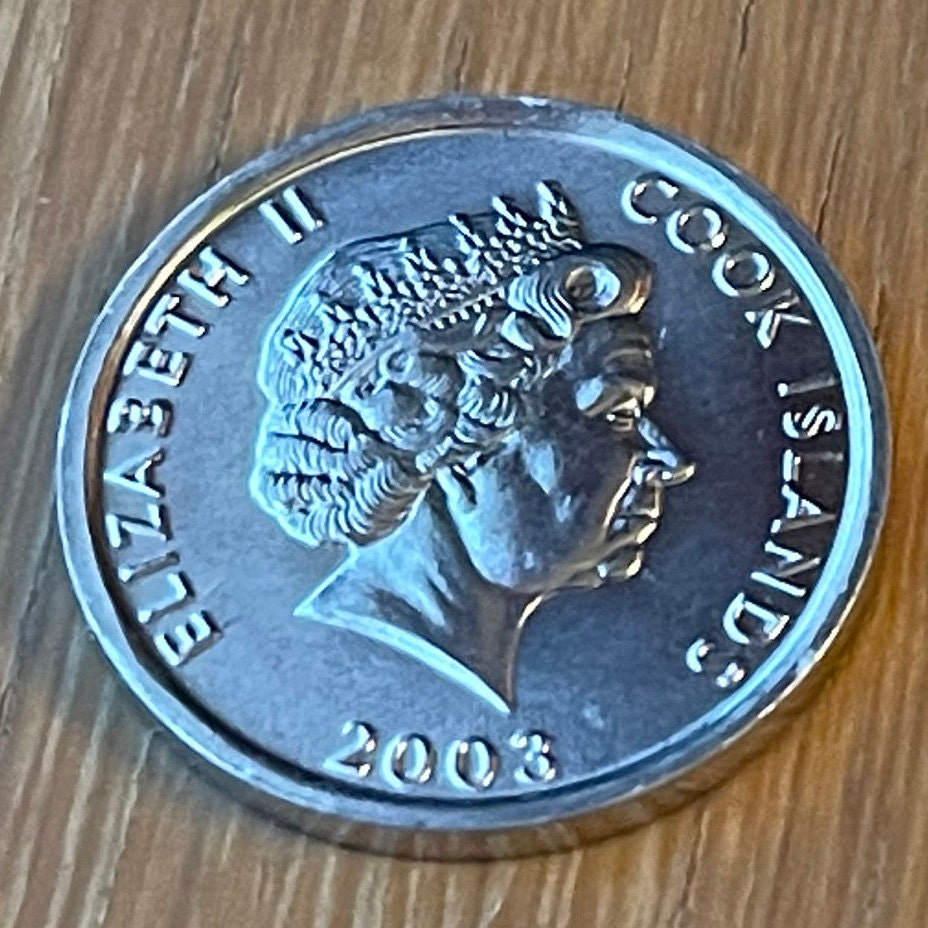 ELIZABETH II
COOK ISLANDS
2003